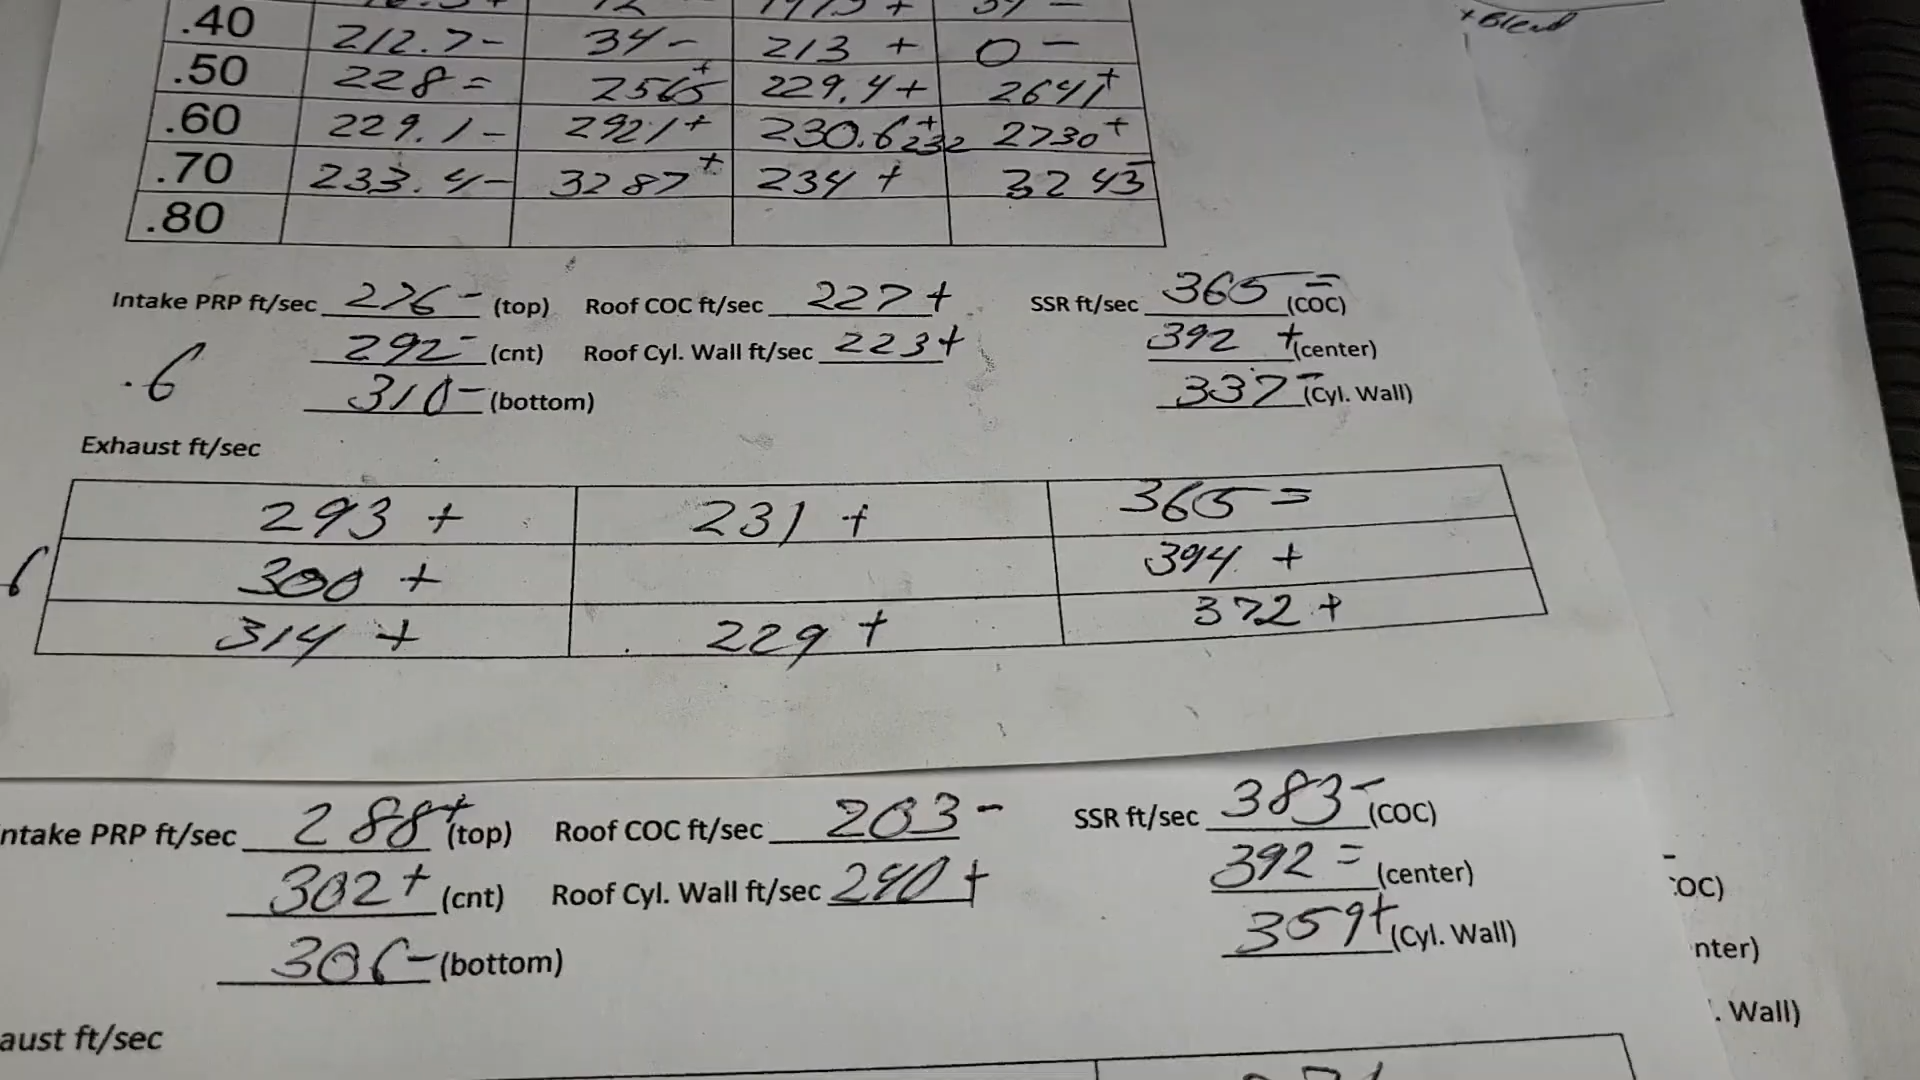 + Blend
.40 212.7- 34- 213 + 0 -
.50 228 = 2565+ 229.4+ 2641+
.60 229.1- 2921+ 230.6+ 232 2730+
.70 233.4- 3287+ 234 + 3243-
.80
Intake PRP ft/sec 276- (top) Roof COC ft/sec 227+ SSR ft/sec 365= (COC)
292- (cnt) Roof Cyl. Wall ft/sec 223+ 392 + (center)
.6 310- (bottom) 337- (Cyl. Wall)
Exhaust ft/sec
293 + 231 + 365=
300 + 394 +
314 + 229 + 372+
ntake PRP ft/sec 288+ (top) Roof COC ft/sec 203- SSR ft/sec 383- (COC)
302+ (cnt) Roof Cyl. Wall ft/sec 240+ 392= (center)
306- (bottom) 359+ (Cyl. Wall)
OC)
nter)
. Wall)
aust ft/sec